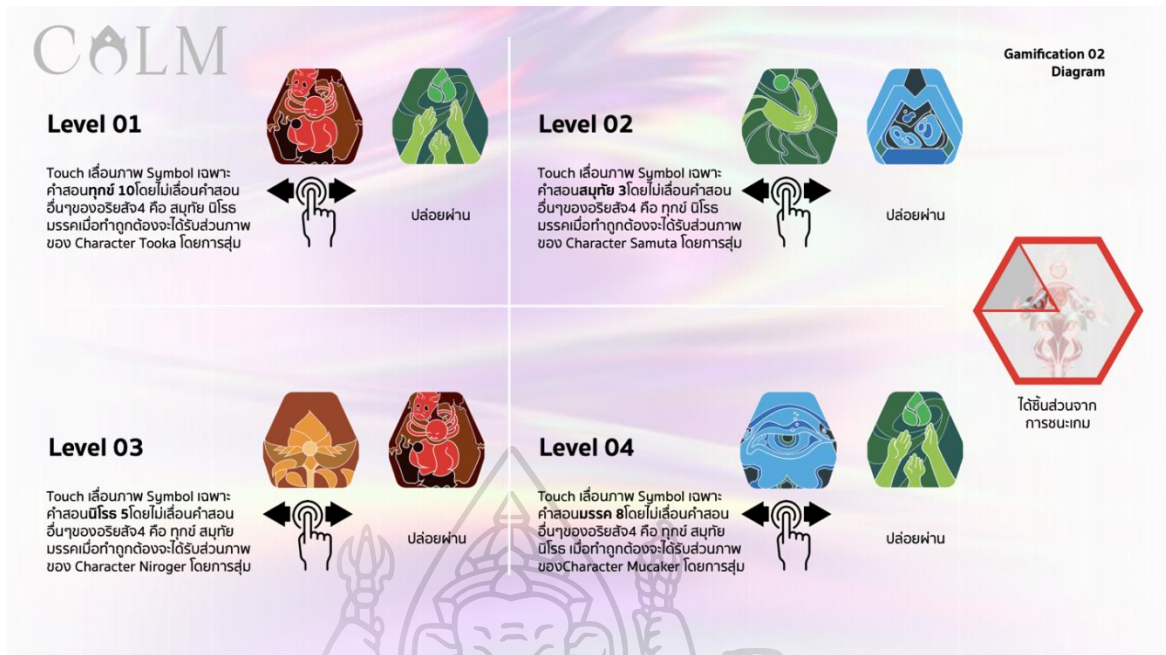 CALM
Gamification 02
Diagram
Level 01
Touch เลื่อนภาพ Symbol เฉพาะ
คำสอนทุกข์ 10โดยไม่เลื่อนคำสอน
อื่นๆของอริยสัจ4 คือ สมุทัย นิโรธ
มรรคเมื่อทำถูกต้องจะได้รับส่วนภาพ
ของ Character Tooka โดยการสุ่ม
ปล่อยผ่าน
Level 02
Touch เลื่อนภาพ Symbol เฉพาะ
คำสอนสมุทัย 3โดยไม่เลื่อนคำสอน
อื่นๆของอริยสัจ4 คือ ทุกข์ นิโรธ
มรรคเมื่อทำถูกต้องจะได้รับส่วนภาพ
ของ Character Samuta โดยการสุ่ม
ปล่อยผ่าน
ได้ชิ้นส่วนจาก
การชนะเกม
Level 03
Touch เลื่อนภาพ Symbol เฉพาะ
คำสอนนิโรธ 5โดยไม่เลื่อนคำสอน
อื่นๆของอริยสัจ4 คือ ทุกข์ สมุทัย
มรรคเมื่อทำถูกต้องจะได้รับส่วนภาพ
ของ Character Niroger โดยการสุ่ม
ปล่อยผ่าน
Level 04
Touch เลื่อนภาพ Symbol เฉพาะ
คำสอนมรรค 8โดยไม่เลื่อนคำสอน
อื่นๆของอริยสัจ4 คือ ทุกข์ สมุทัย
นิโรธ เมื่อทำถูกต้องจะได้รับส่วนภาพ
ของCharacter Mucaker โดยการสุ่ม
ปล่อยผ่าน